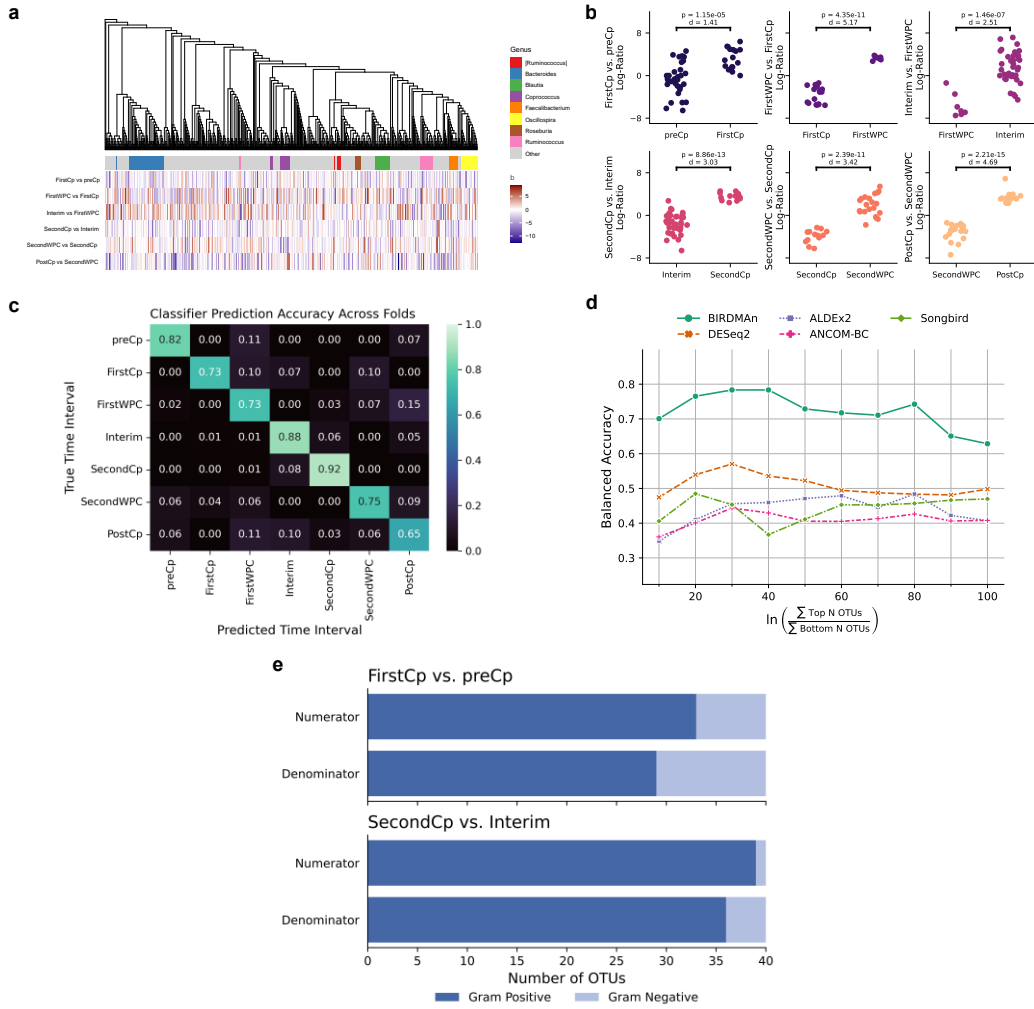 a
Genus
[Ruminococcus]
Bacteroides
Blautia
Coprococcus
Faecalibacterium
Oscillospira
Roseburia
Ruminococcus
Other
b
5
0
−5
−10
FirstCp vs preCp
FirstWPC vs FirstCp
Interim vs FirstWPC
SecondCp vs Interim
SecondWPC vs SecondCp
PostCp vs SecondWPC
b
p = 1.15e-05
d = 1.41
FirstCp vs. preCp
Log-Ratio
8
0
−8
preCp
FirstCp
p = 4.35e-11
d = 5.17
FirstWPC vs. FirstCp
Log-Ratio
FirstCp
FirstWPC
p = 1.46e-07
d = 2.51
Interim vs. FirstWPC
Log-Ratio
FirstWPC
Interim
p = 8.86e-13
d = 3.03
SecondCp vs. Interim
Log-Ratio
8
0
−8
Interim
SecondCp
p = 2.39e-11
d = 3.42
SecondWPC vs. SecondCp
Log-Ratio
SecondCp
SecondWPC
p = 2.21e-15
d = 4.69
PostCp vs. SecondWPC
Log-Ratio
SecondWPC
PostCp
c
Classifier Prediction Accuracy Across Folds
True Time Interval
preCp 0.82 0.00 0.11 0.00 0.00 0.00 0.07
FirstCp 0.00 0.73 0.10 0.07 0.00 0.10 0.00
FirstWPC 0.02 0.00 0.73 0.00 0.03 0.07 0.15
Interim 0.00 0.01 0.01 0.88 0.06 0.00 0.05
SecondCp 0.00 0.00 0.01 0.08 0.92 0.00 0.00
SecondWPC 0.06 0.04 0.06 0.00 0.00 0.75 0.09
PostCp 0.06 0.00 0.11 0.10 0.03 0.06 0.65
preCp FirstCp FirstWPC Interim SecondCp SecondWPC PostCp
Predicted Time Interval
1.0
0.8
0.6
0.4
0.2
0.0
d
BIRDMAn
DESeq2
ALDEx2
ANCOM-BC
Songbird
Balanced Accuracy
0.8
0.7
0.6
0.5
0.4
0.3
20 40 60 80 100
ln (∑ Top N OTUs / ∑ Bottom N OTUs)
e
FirstCp vs. preCp
Numerator
Denominator
SecondCp vs. Interim
Numerator
Denominator
0 5 10 15 20 25 30 35 40
Number of OTUs
Gram Positive Gram Negative